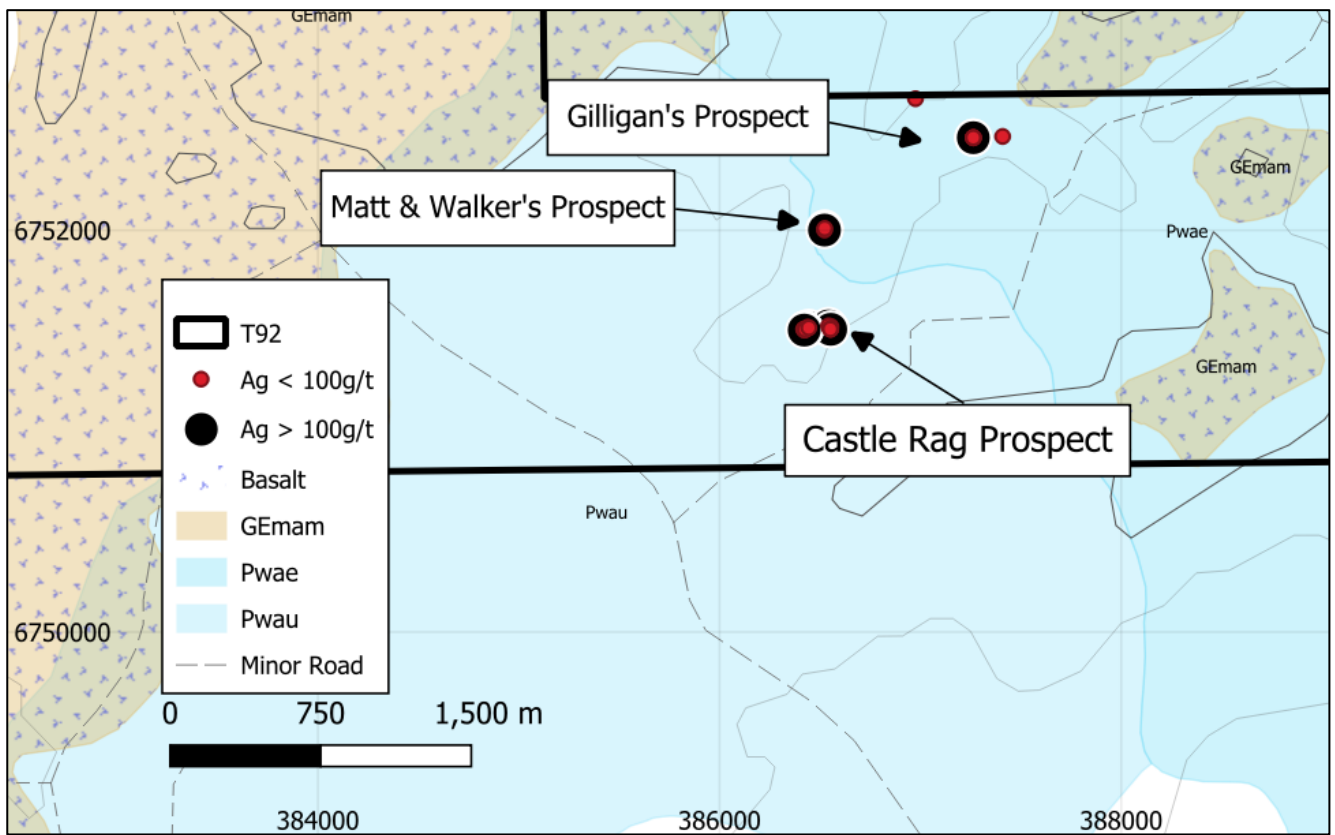 GEmam
Gilligan's Prospect
GEmam
Matt & Walker's Prospect
6752000
Pwae
T92
Ag < 100g/t
GEmam
Ag > 100g/t
Castle Rag Prospect
Basalt
Pwau
GEmam
Pwae
Pwau
6750000
Minor Road
0 750 1,500 m
384000 386000 388000